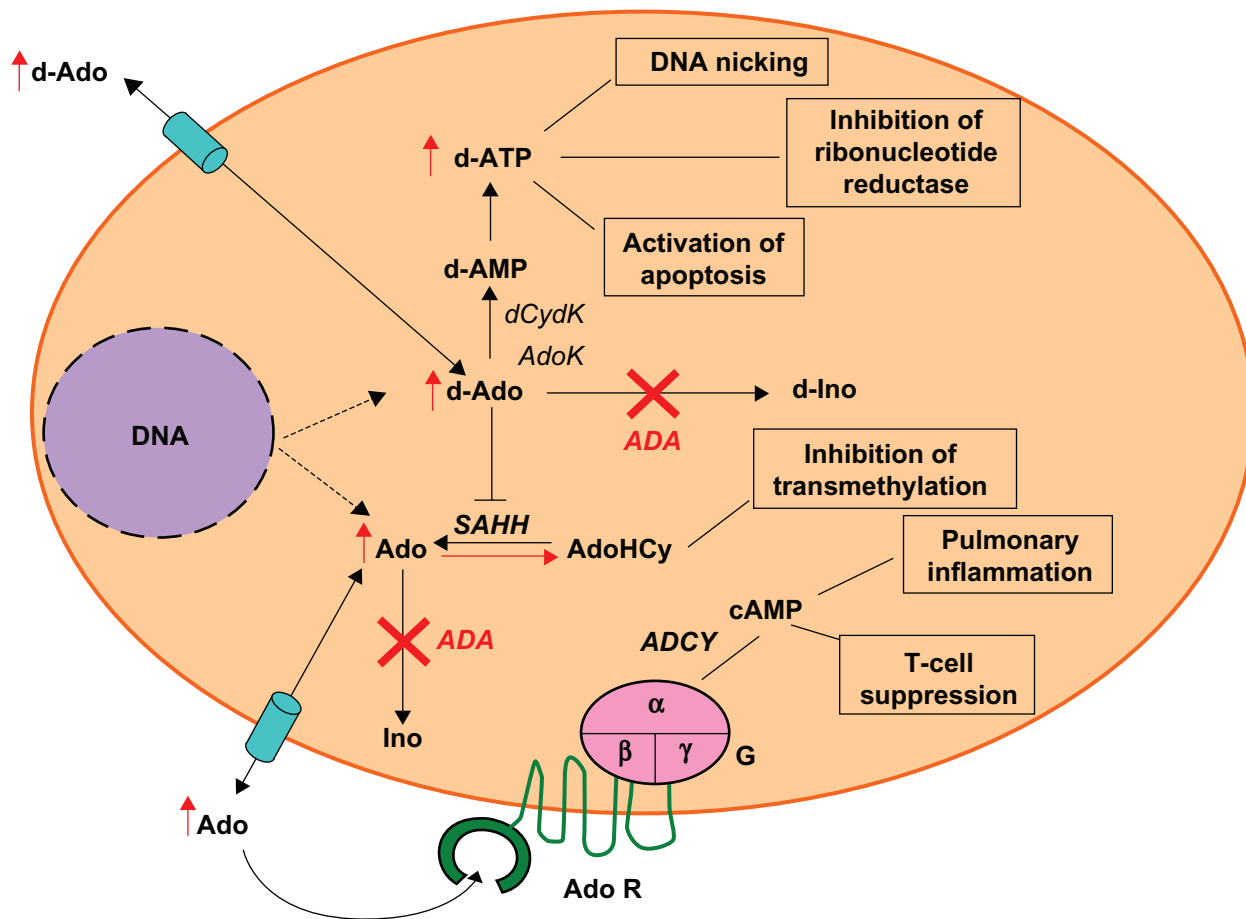 d-Ado
DNA nicking
d-ATP
Inhibition of
ribonucleotide
reductase
Activation of
apoptosis
d-AMP
dCydK
AdoK
d-Ado
d-Ino
ADA
DNA
Inhibition of
transmethylation
SAHH
Ado
AdoHCy
Pulmonary
inflammation
cAMP
ADA
ADCY
T-cell
suppression
α
Ino
β γ
G
Ado
Ado R